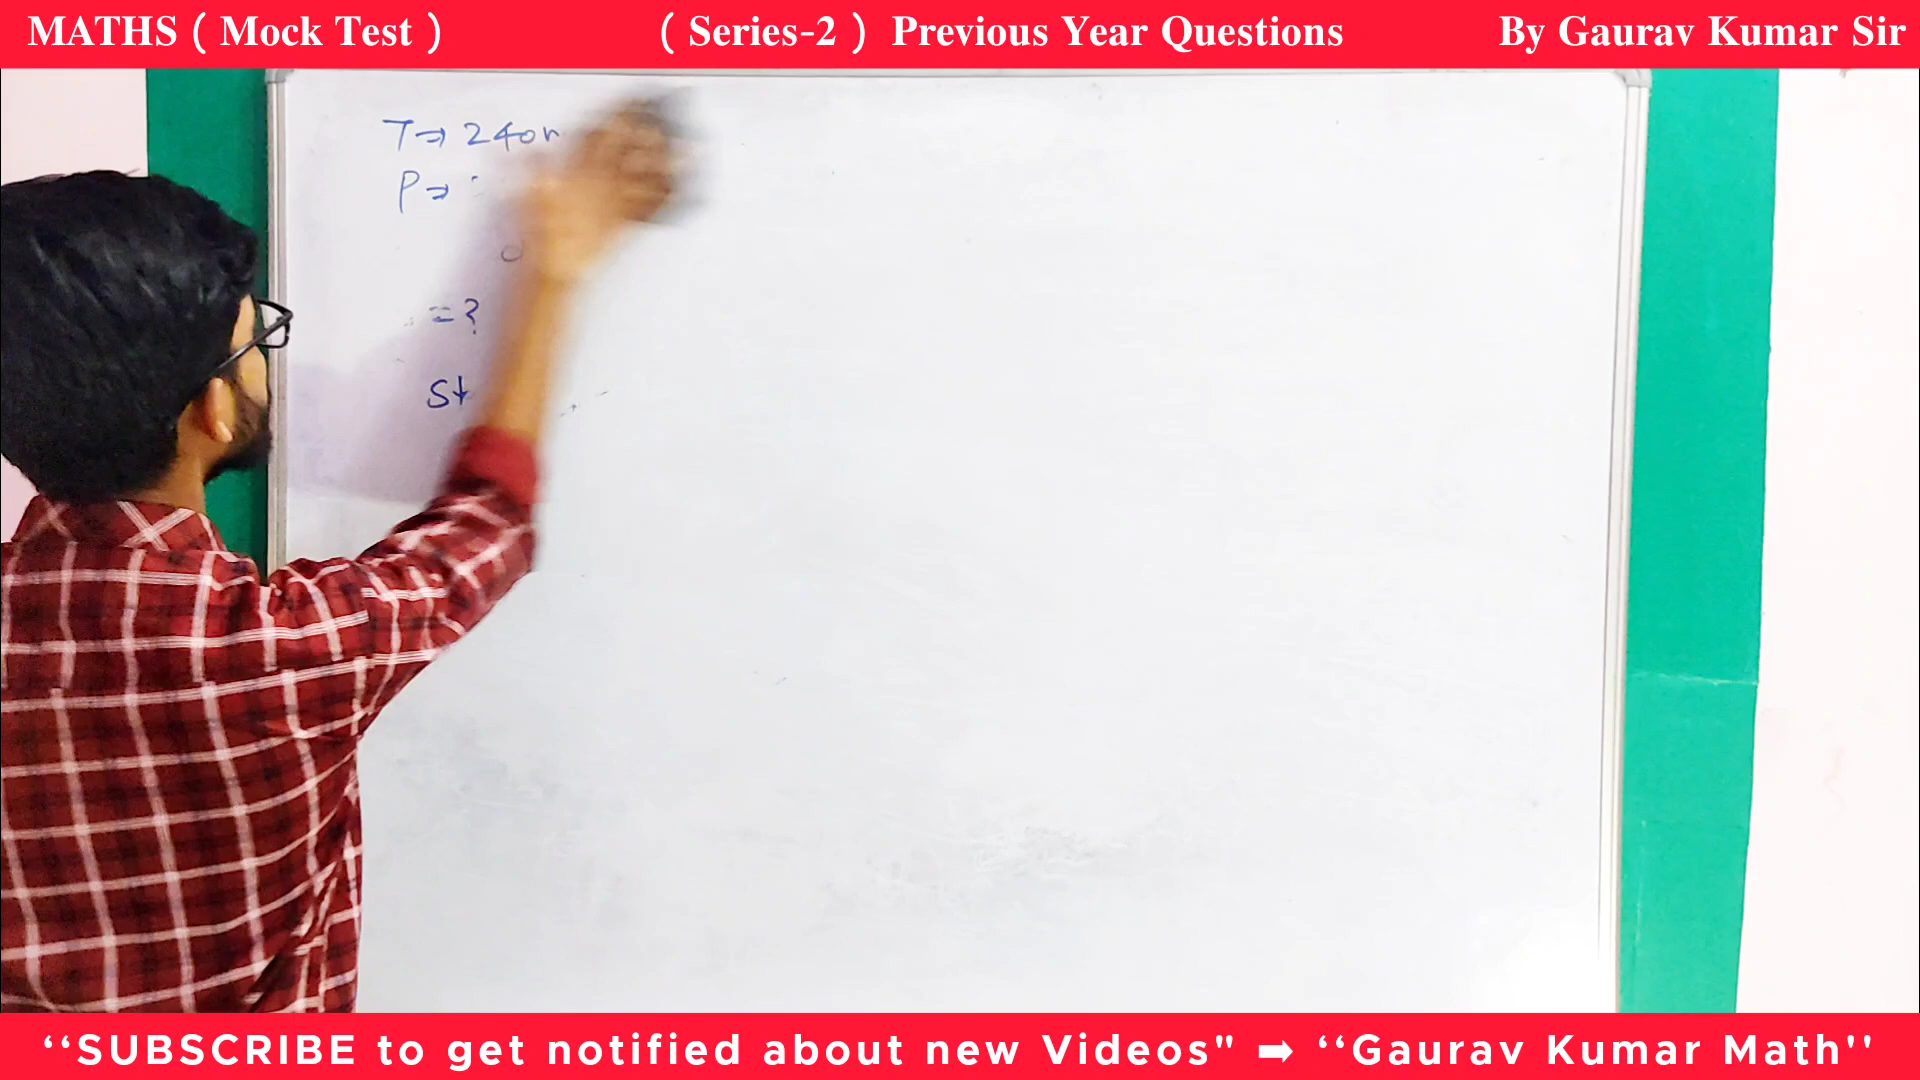 MATHS ( Mock Test ) ( Series-2 ) Previous Year Questions By Gaurav Kumar Sir
T⇒ 240
P⇒
= ?
St
‘‘SUBSCRIBE to get notified about new Videos" ➡ ‘‘Gaurav Kumar Math''